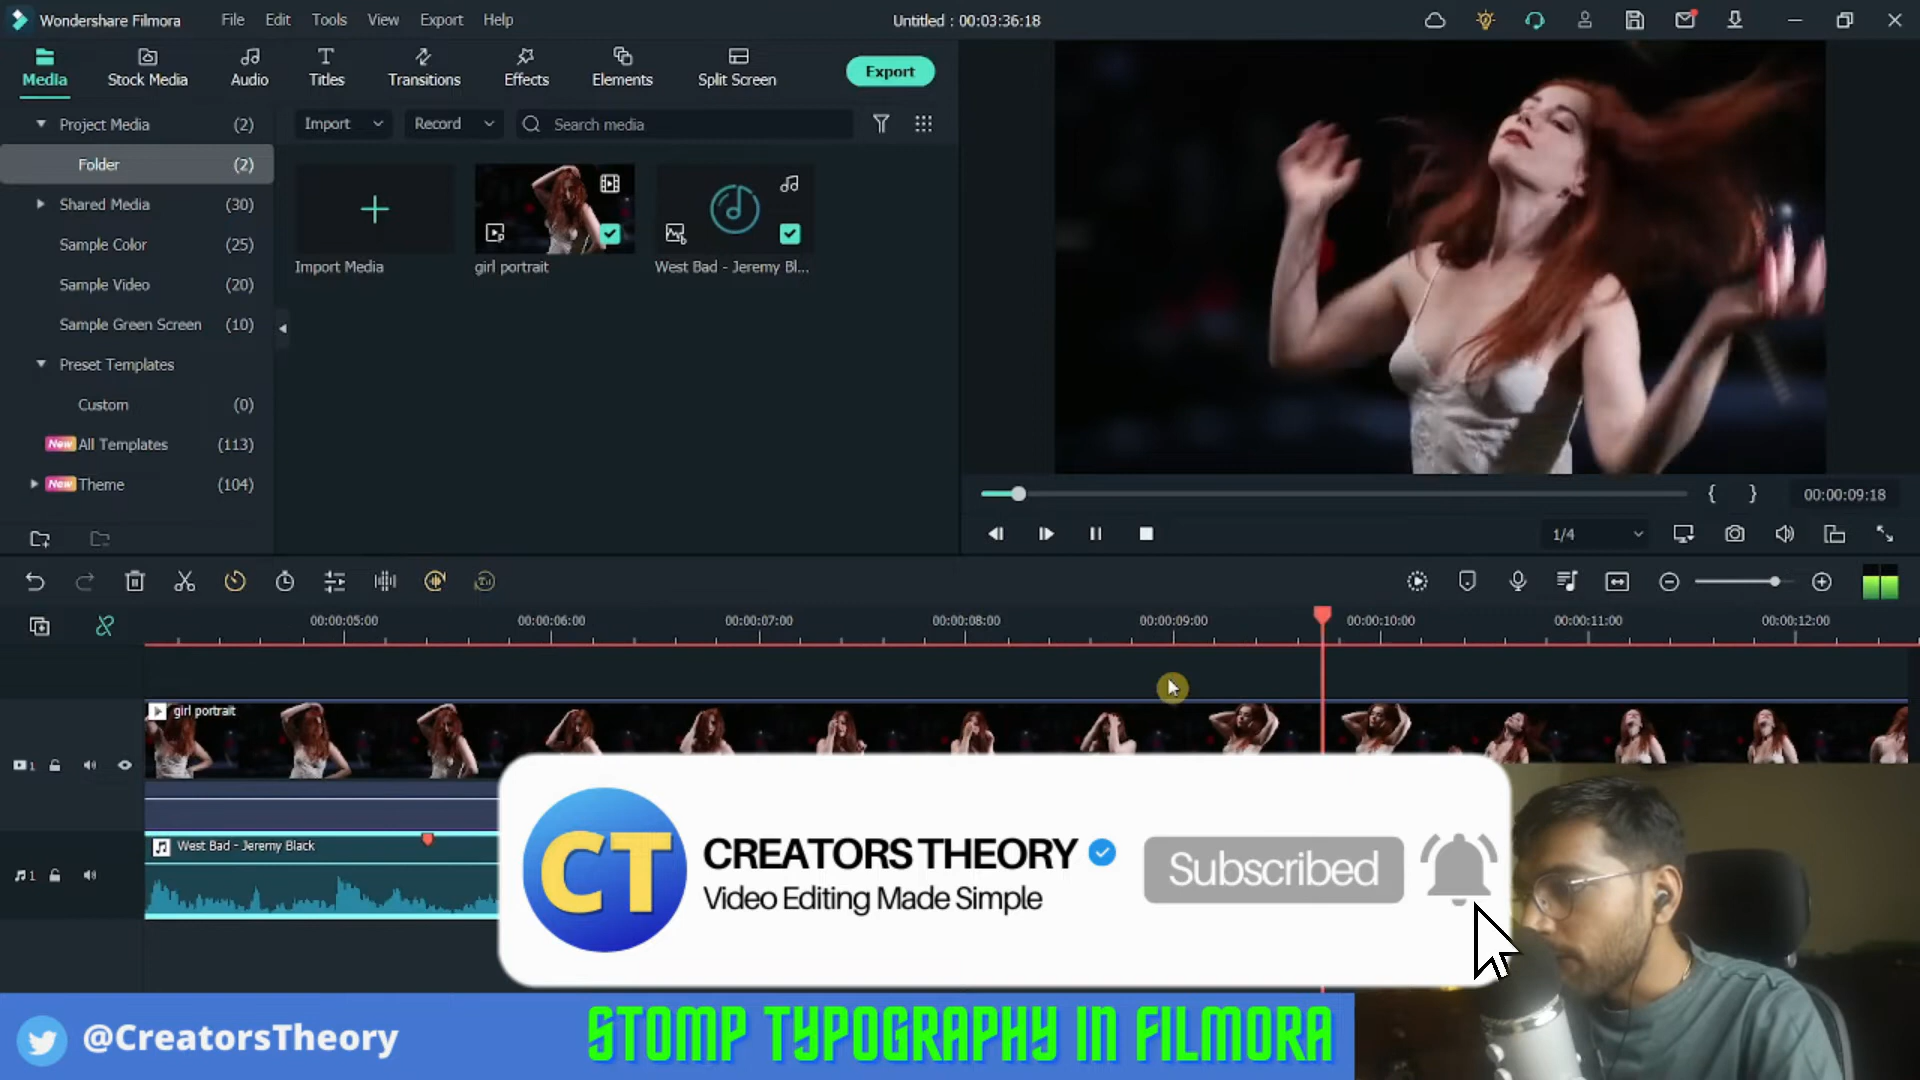 Wondershare Filmora
File
Edit
Tools
View
Export
Help
Untitled : 00:03:36:18
Media
Stock Media
Audio
Titles
Transitions
Effects
Elements
Split Screen
Export
Project Media (2)
Folder (2)
Shared Media (30)
Sample Color (25)
Sample Video (20)
Sample Green Screen (10)
Preset Templates
Custom (0)
New All Templates (113)
New Theme (104)
Import
Record
Search media
Import Media
girl portrait
West Bad - Jeremy Bl...
00:00:09:18
1/4
00:00:05:00
00:00:06:00
00:00:07:00
00:00:08:00
00:00:09:00
00:00:10:00
00:00:11:00
00:00:12:00
girl portrait
1
West Bad - Jeremy Black
1
CT
CREATORS THEORY
Video Editing Made Simple
Subscribed
@CreatorsTheory
STOMP TYPOGRAPHY IN FILMORA